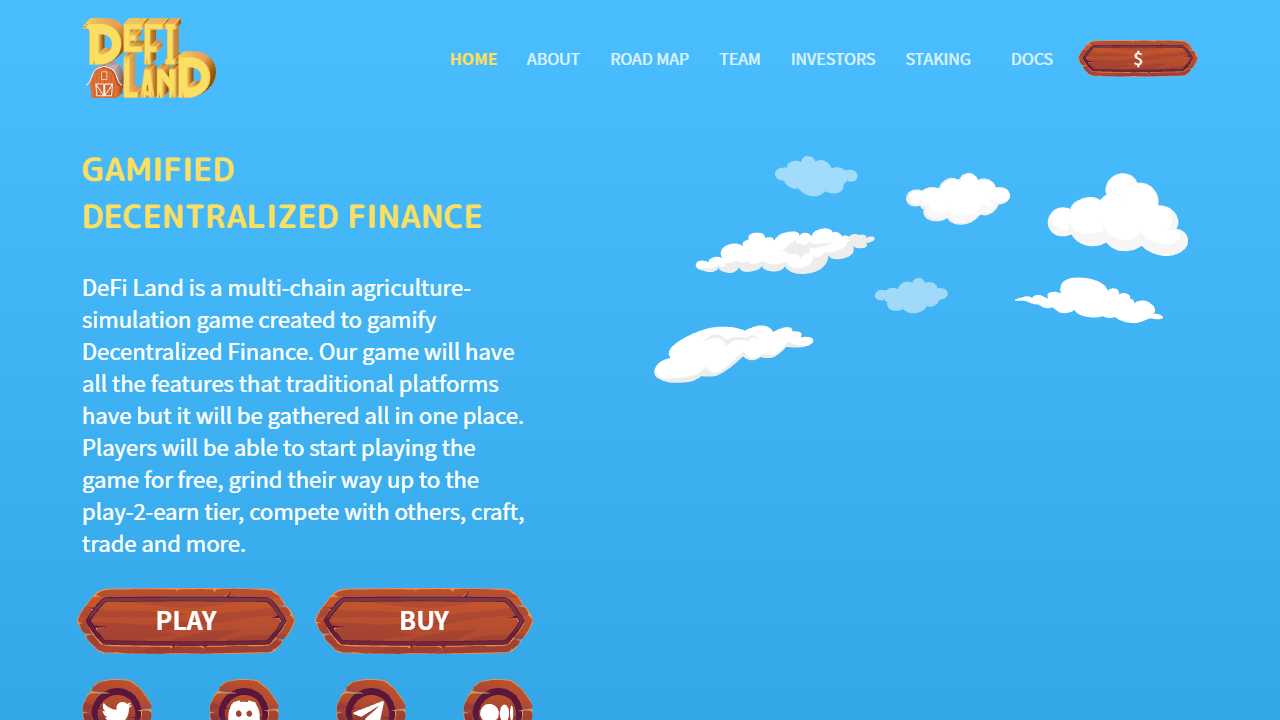 DEFI
LAND
HOME
ABOUT
ROAD MAP
TEAM
INVESTORS
STAKING
DOCS
$
GAMIFIED
DECENTRALIZED FINANCE
DeFi Land is a multi-chain agriculture-
simulation game created to gamify
Decentralized Finance. Our game will have
all the features that traditional platforms
have but it will be gathered all in one place.
Players will be able to start playing the
game for free, grind their way up to the
play-2-earn tier, compete with others, craft,
trade and more.
PLAY
BUY